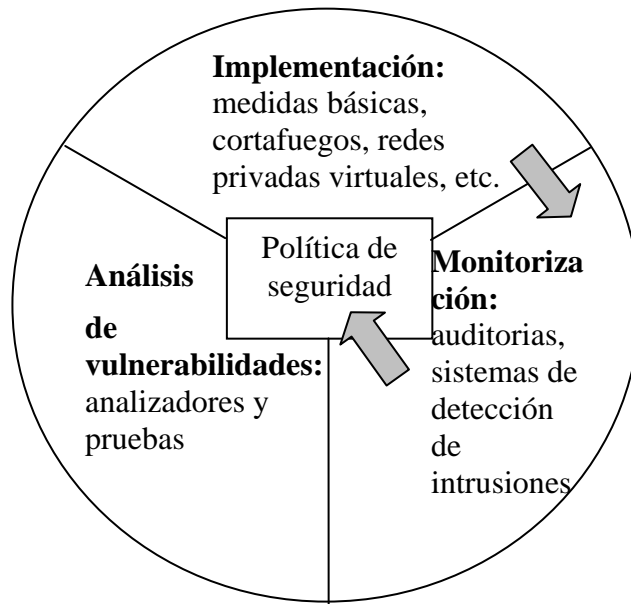 Implementación:
medidas básicas,
cortafuegos, redes
privadas virtuales, etc.
Política de
seguridad
Monitoriza
ción:
auditorias,
sistemas de
detección
de
intrusiones
Análisis
de
vulnerabilidades:
analizadores y
pruebas